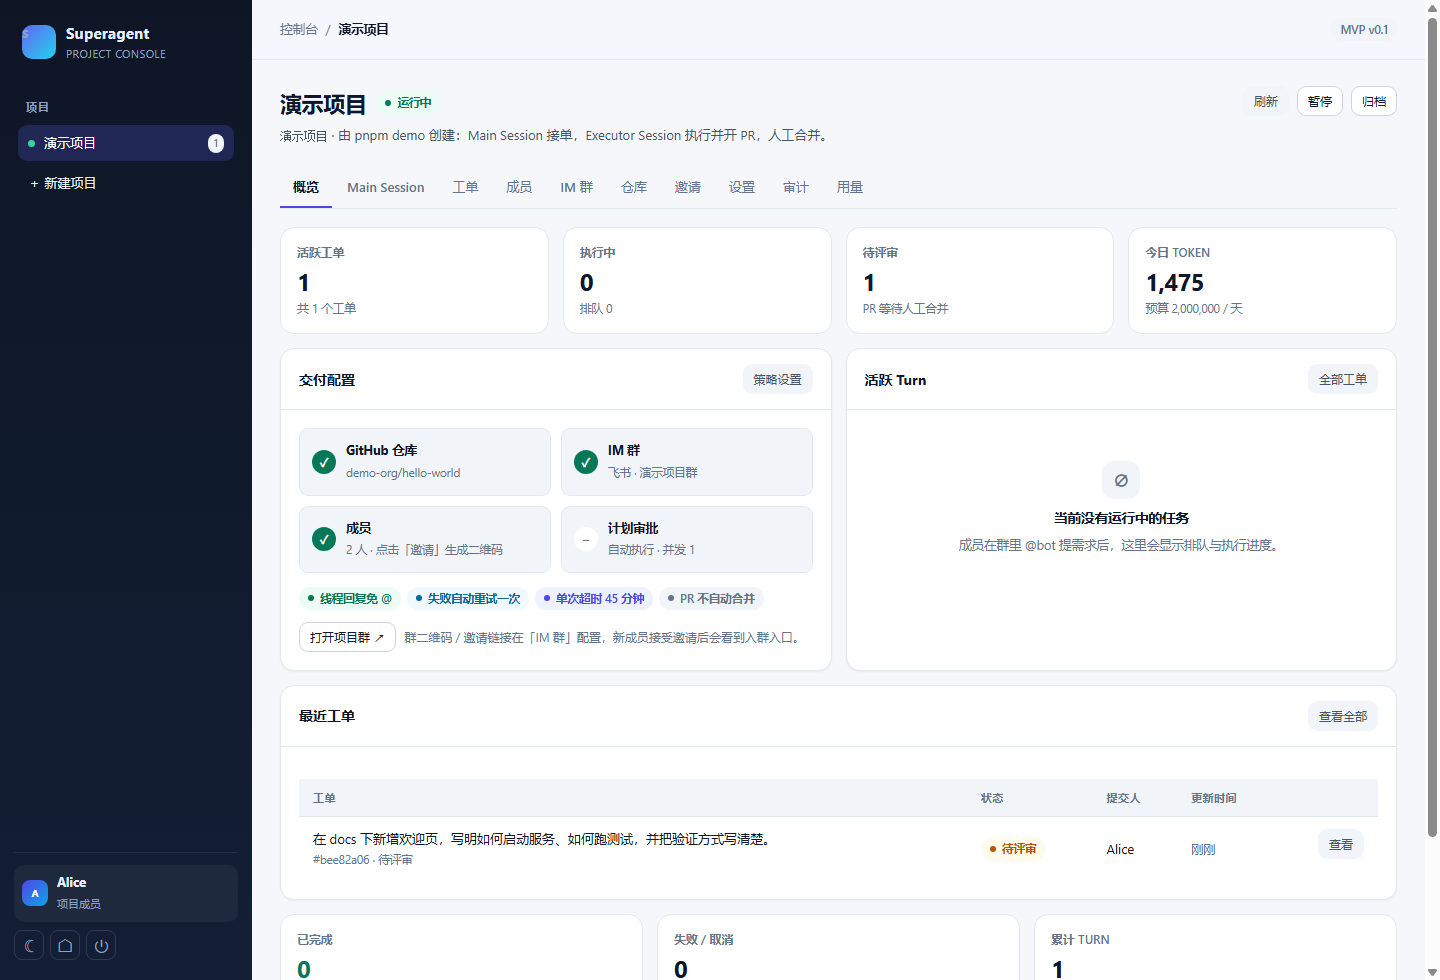 Superagent
PROJECT CONSOLE
项目
演示项目 1
+ 新建项目
A
Alice
项目成员
控制台 / 演示项目
MVP v0.1
演示项目
运行中
刷新
暂停
归档
演示项目 · 由 pnpm demo 创建：Main Session 接单，Executor Session 执行并开 PR，人工合并。
概览 Main Session 工单 成员 IM 群 仓库 邀请 设置 审计 用量
活跃工单
1
共 1 个工单
执行中
0
排队 0
待评审
1
PR 等待人工合并
今日 TOKEN
1,475
预算 2,000,000 / 天
交付配置
策略设置
GitHub 仓库
demo-org/hello-world
IM 群
飞书 · 演示项目群
成员
2 人 · 点击「邀请」生成二维码
计划审批
自动执行 · 并发 1
线程回复免 @
失败自动重试一次
单次超时 45 分钟
PR 不自动合并
打开项目群 ↗
群二维码 / 邀请链接在「IM 群」配置，新成员接受邀请后会看到入群入口。
活跃 Turn
全部工单
当前没有运行中的任务
成员在群里 @bot 提需求后，这里会显示排队与执行进度。
最近工单
查看全部
工单 状态 提交人 更新时间
在 docs 下新增欢迎页，写明如何启动服务、如何跑测试，并把验证方式写清楚。
#bee82a06 · 待评审
待评审
Alice
刚刚
查看
已完成
0
失败 / 取消
0
累计 TURN
1